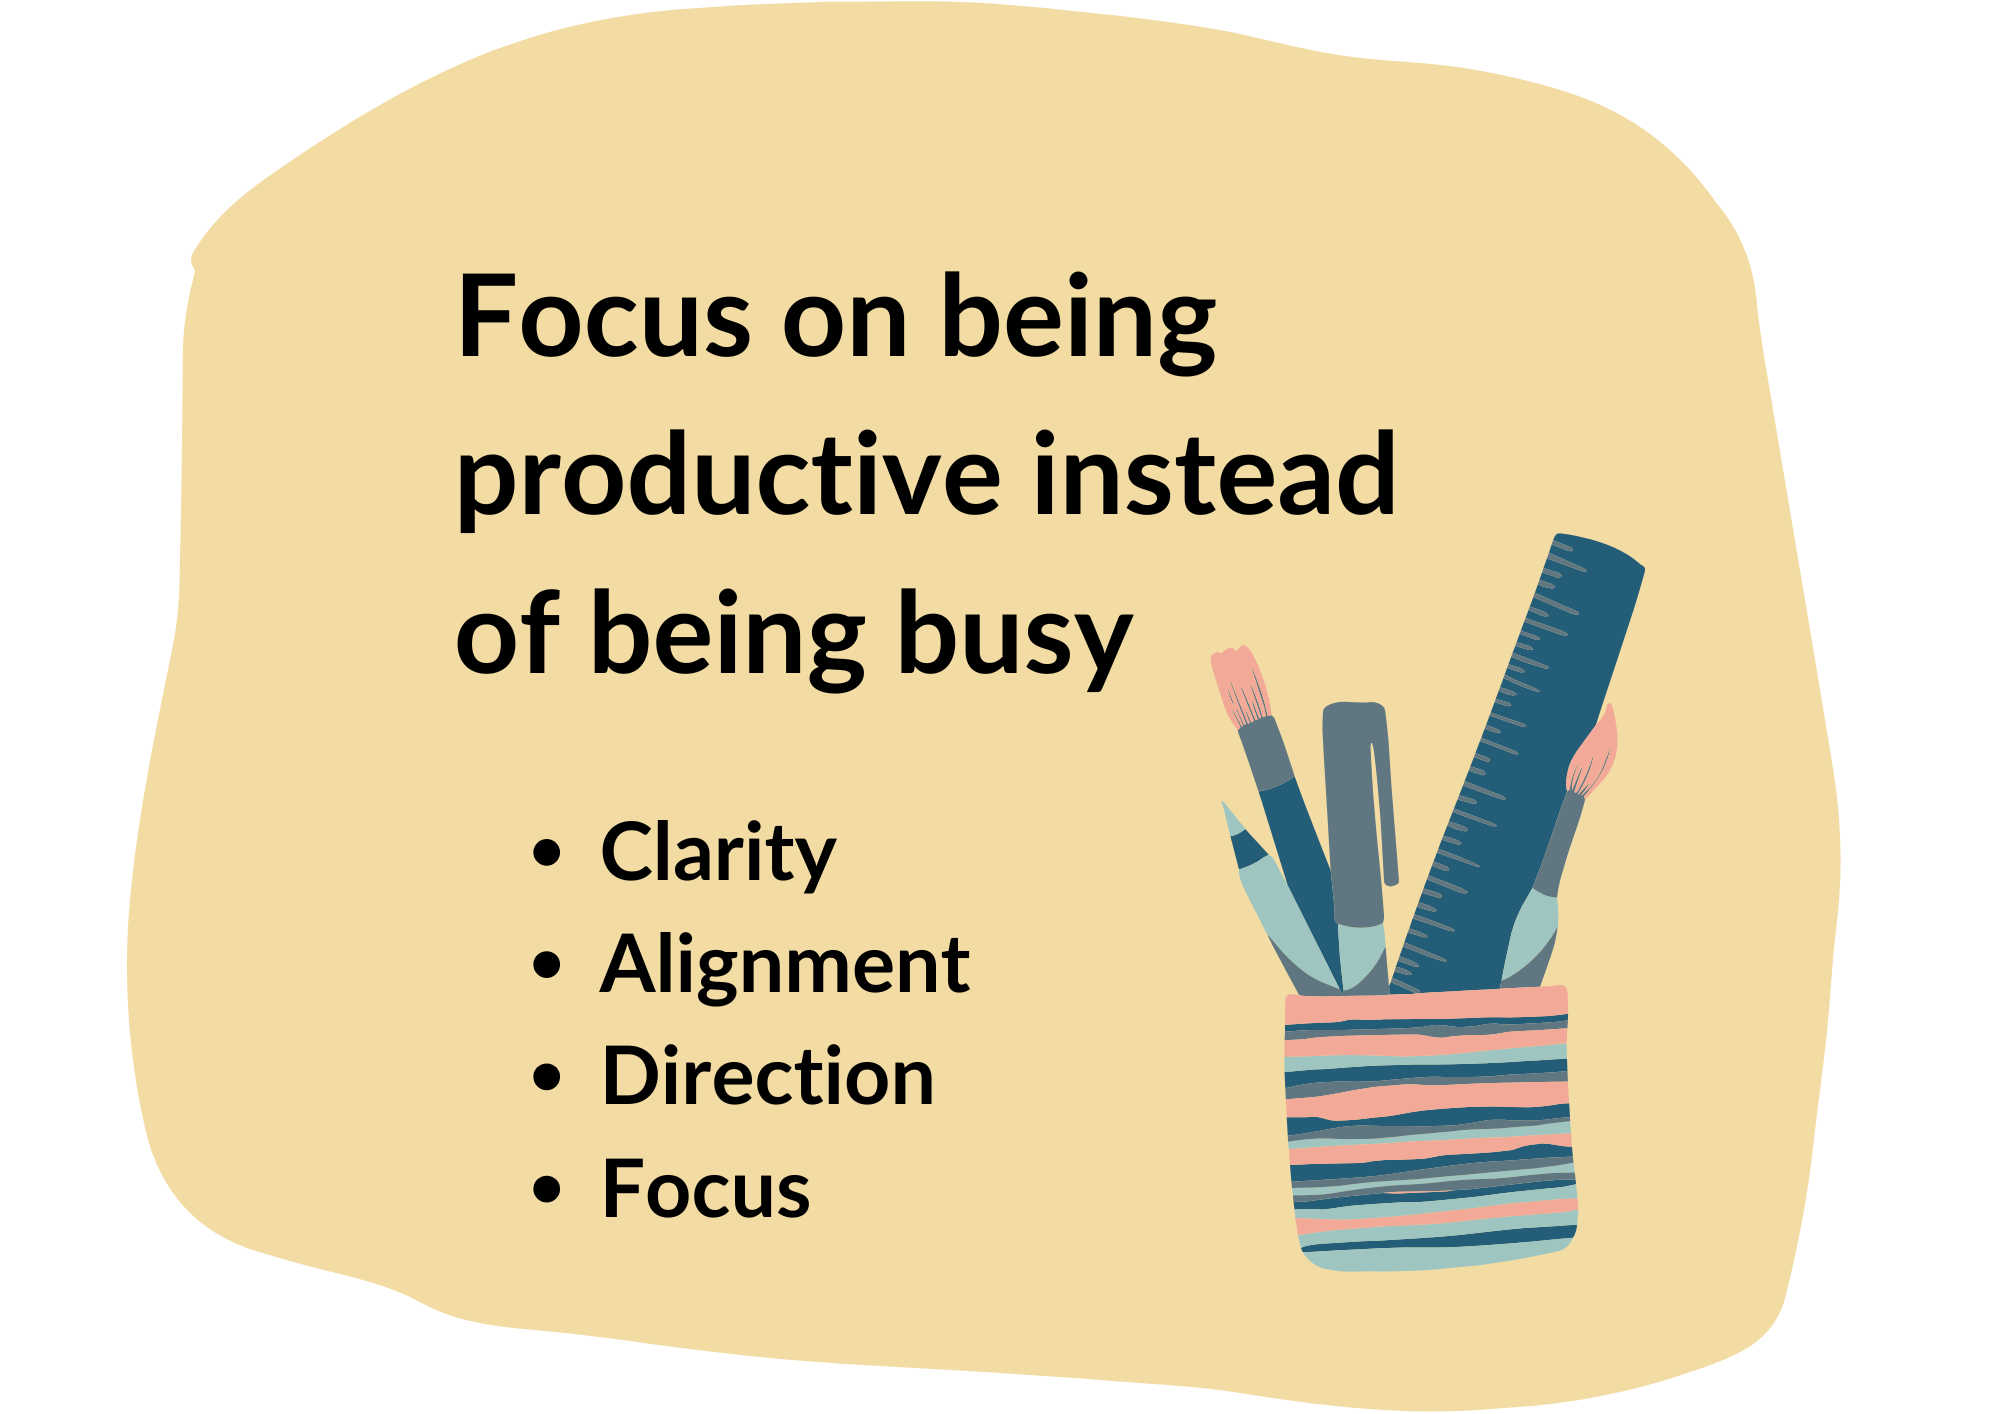 Focus on being
productive instead
of being busy
• Clarity
• Alignment
• Direction
• Focus